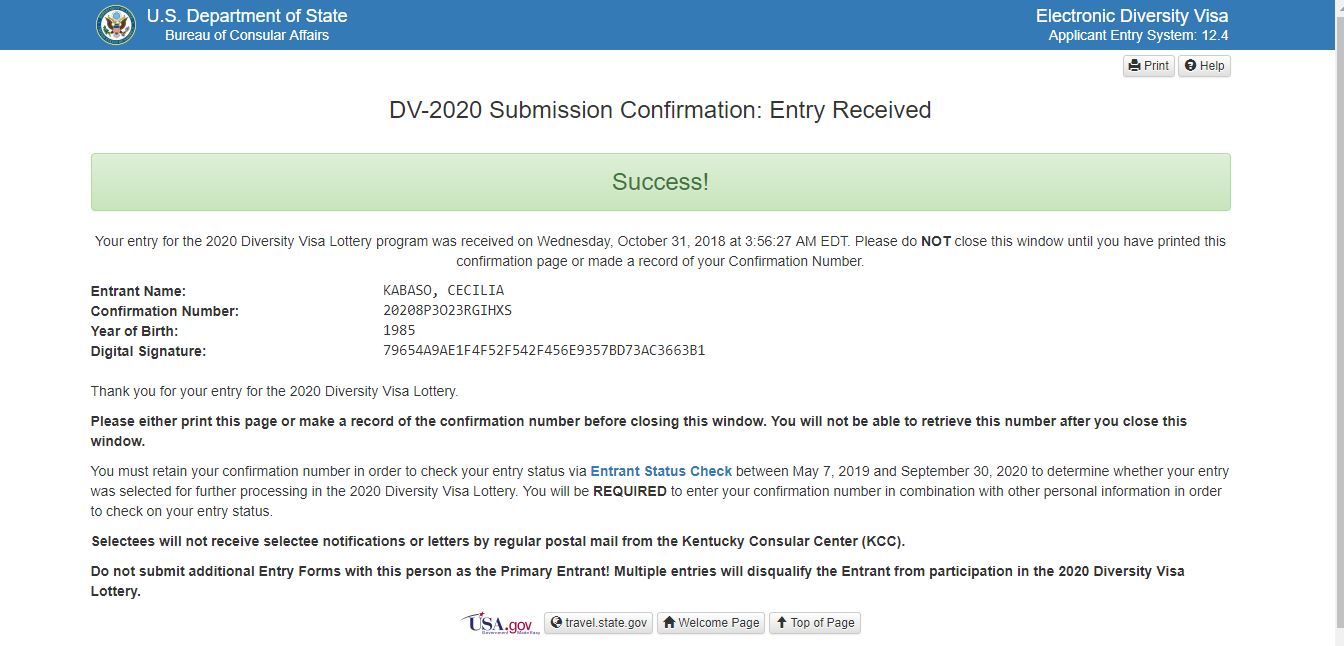 U.S. Department of State
Bureau of Consular Affairs
Electronic Diversity Visa
Applicant Entry System: 12.4
Print
Help
DV-2020 Submission Confirmation: Entry Received
Success!
Your entry for the 2020 Diversity Visa Lottery program was received on Wednesday, October 31, 2018 at 3:56:27 AM EDT. Please do NOT close this window until you have printed this
confirmation page or made a record of your Confirmation Number.
Entrant Name: KABASO, CECILIA
Confirmation Number: 20208P3O23RGIHXS
Year of Birth: 1985
Digital Signature: 79654A9AE1F4F52F542F456E9357BD73AC3663B1
Thank you for your entry for the 2020 Diversity Visa Lottery.
Please either print this page or make a record of the confirmation number before closing this window. You will not be able to retrieve this number after you close this
window.
You must retain your confirmation number in order to check your entry status via Entrant Status Check between May 7, 2019 and September 30, 2020 to determine whether your entry
was selected for further processing in the 2020 Diversity Visa Lottery. You will be REQUIRED to enter your confirmation number in combination with other personal information in order
to check on your entry status.
Selectees will not receive selectee notifications or letters by regular postal mail from the Kentucky Consular Center (KCC).
Do not submit additional Entry Forms with this person as the Primary Entrant! Multiple entries will disqualify the Entrant from participation in the 2020 Diversity Visa
Lottery.
USA.gov
Government Made Easy
travel.state.gov
Welcome Page
Top of Page